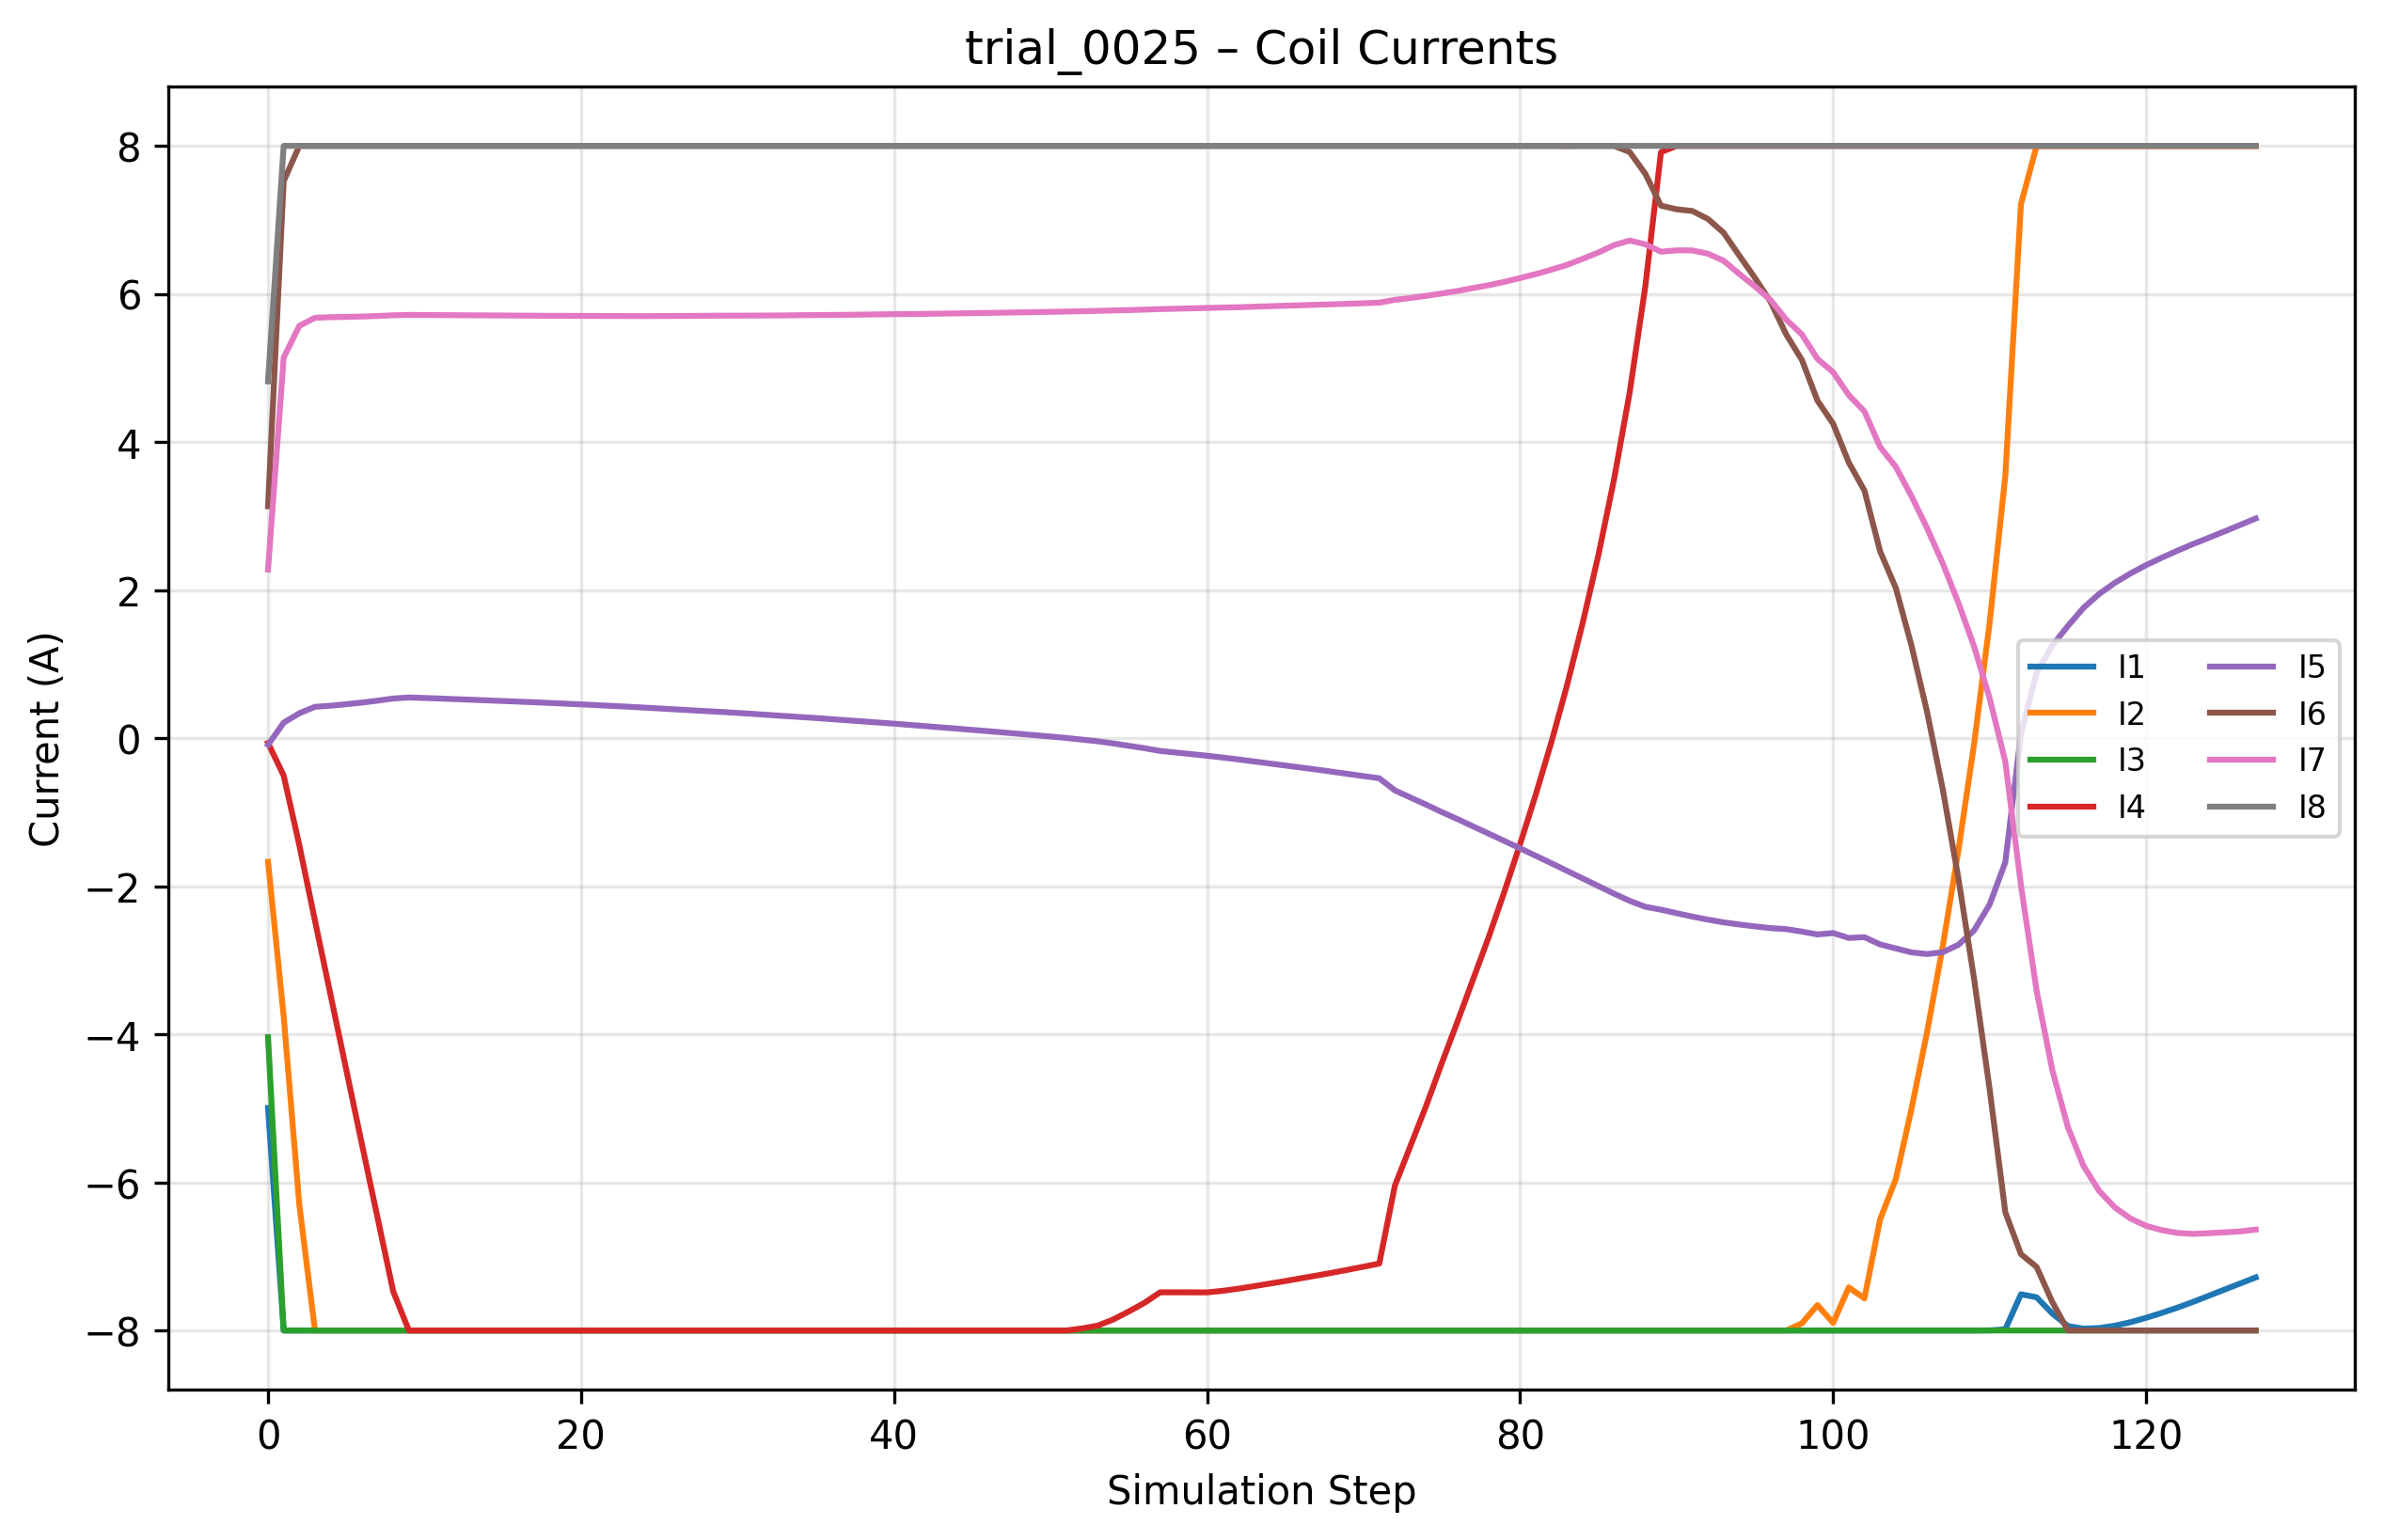 trial_0025 – Coil Currents
Current (A)
8
6
4
2
0
−2
−4
−6
−8
I1 I5
I2 I6
I3 I7
I4 I8
0 20 40 60 80 100 120
Simulation Step